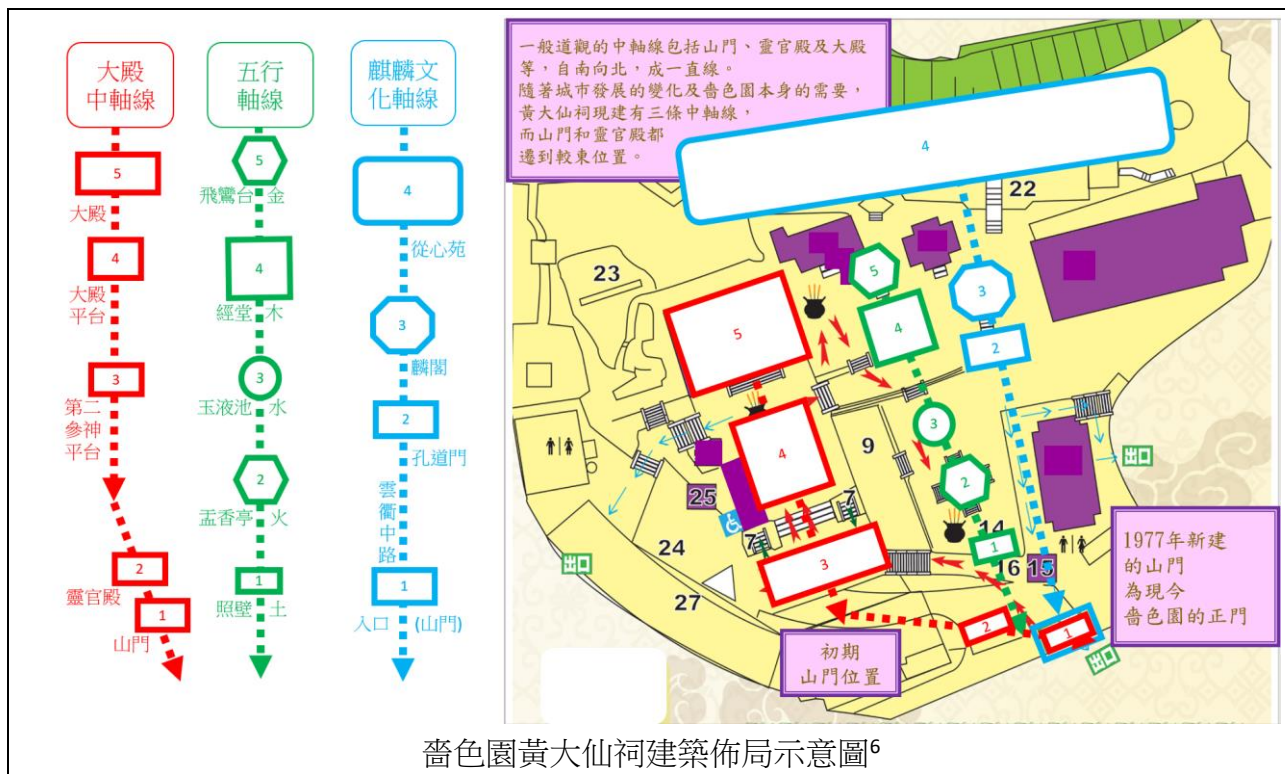 大殿
中軸線
5
大殿
4
大殿
平台
3
第二
參神
平台
2
靈官殿
1
山門
五行
軸線
5
飛鸞台 金
4
經堂 木
3
玉液池 水
2
盂香亭 火
1
照壁 土
麒麟文
化軸線
4
從心苑
3
麟閣
2
孔道門
雲衢中路
1
入口 (山門)
一般道觀的中軸線包括山門、靈官殿及大殿
等，自南向北，成一直線。
隨著城市發展的變化及嗇色園本身的需要，
黃大仙祠現建有三條中軸線，
而山門和靈官殿都
遷到較東位置。
4
22
23
5
5
4
3
2
3
9
4
2
25
7
7
14
1
出口
24
3
16
15
出口
27
2
1
出口
初期
山門位置
1977年新建
的山門
為現今
嗇色園的正門
嗇色園黃大仙祠建築佈局示意圖6